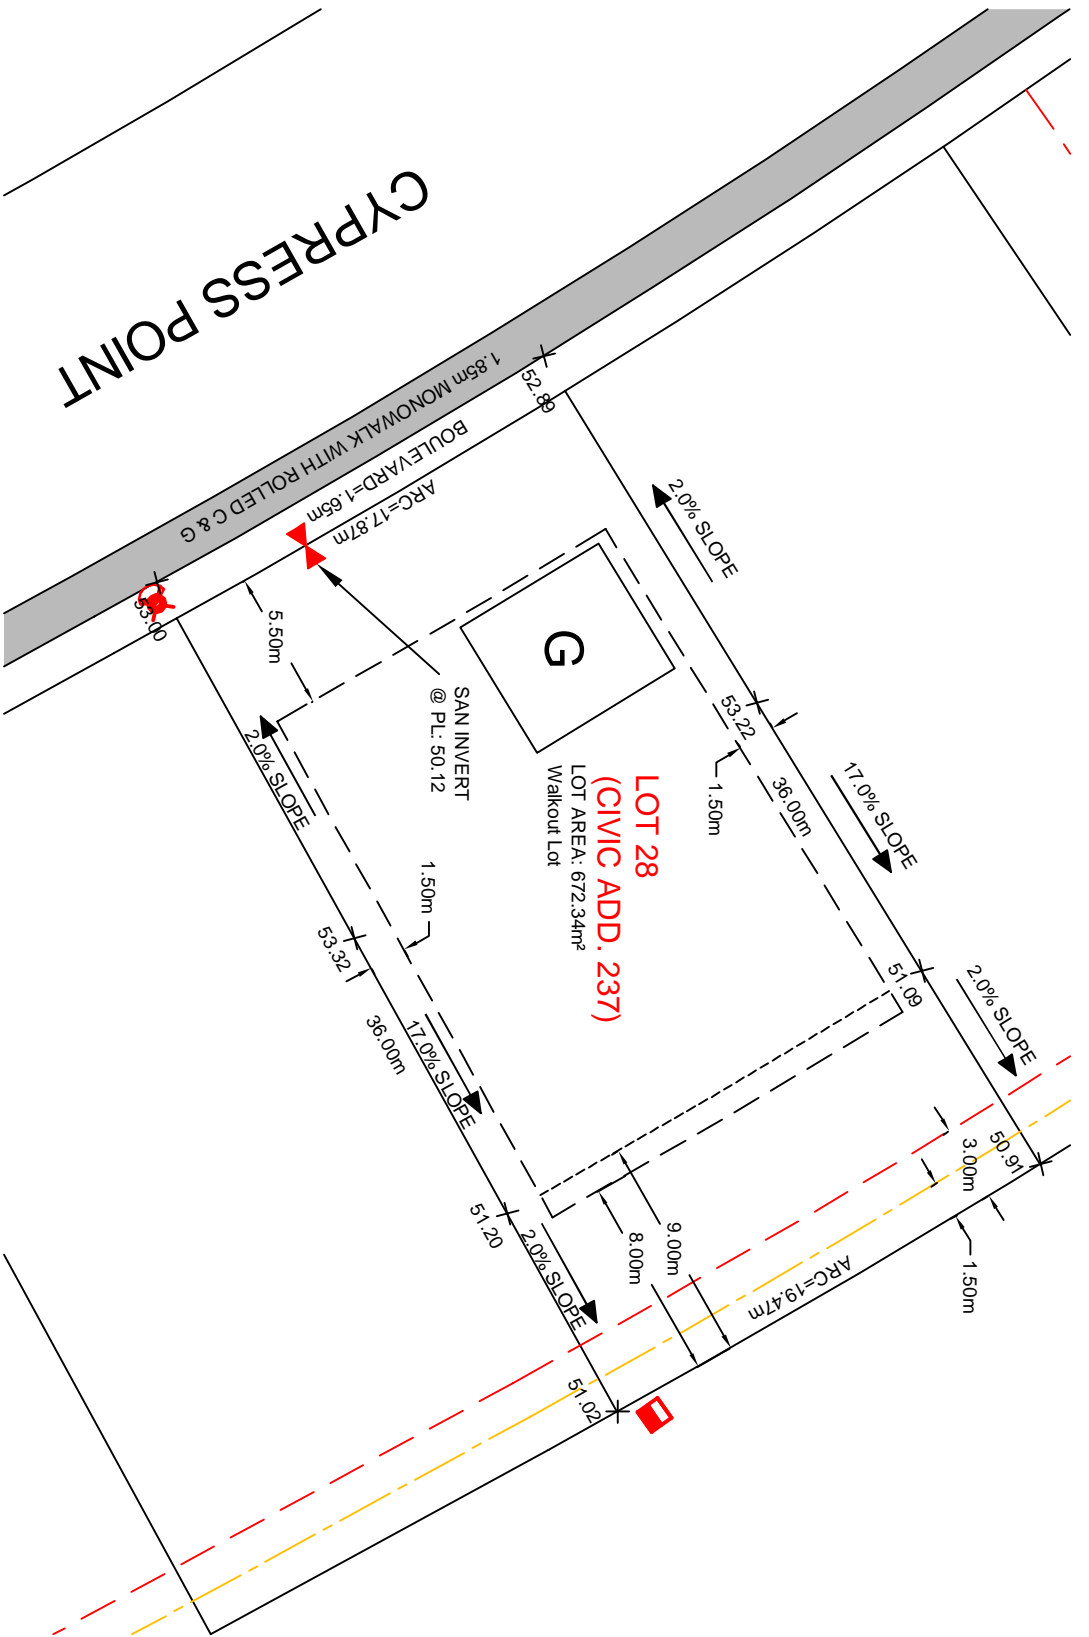 CYPRESS POINT
1.85m MONOWALK WITH ROLLED C & G
BOULEVARD=1.65m
ARC=17.87m
52.89
53.00
5.50m
SAN INVERT
@ PL: 50.12
G
2.0% SLOPE
2.0% SLOPE
53.22
1.50m
36.00m
17.0% SLOPE
LOT 28
(CIVIC ADD. 237)
LOT AREA: 672.34m²
Walkout Lot
1.50m
53.32
36.00m
17.0% SLOPE
51.09
2.0% SLOPE
50.91
3.00m
1.50m
51.20
2.0% SLOPE
9.00m
8.00m
ARC=19.47m
51.02